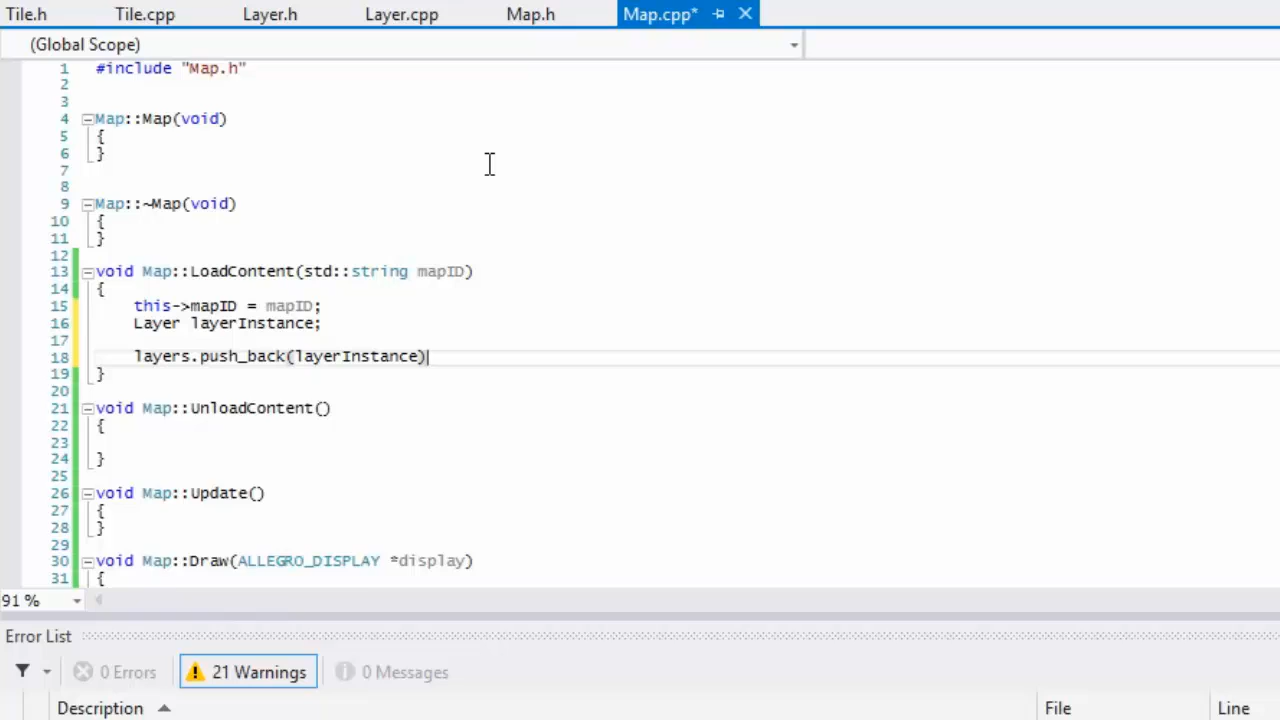 Tile.h Tile.cpp Layer.h Layer.cpp Map.h Map.cpp*
(Global Scope)
1 #include "Map.h"
2
3
4 Map::Map(void)
5 {
6 }
7
8
9 Map::~Map(void)
10 {
11 }
12
13 void Map::LoadContent(std::string mapID)
14 {
15 this->mapID = mapID;
16 Layer layerInstance;
17
18 layers.push_back(layerInstance)
19 }
20
21 void Map::UnloadContent()
22 {
23
24 }
25
26 void Map::Update()
27 {
28 }
29
30 void Map::Draw(ALLEGRO_DISPLAY *display)
31 {
91 %
Error List
0 Errors 21 Warnings 0 Messages
Description File Line